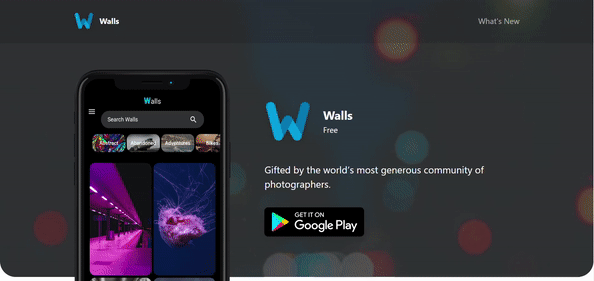 Walls
What's New
Walls
Search Walls
Abstract
Abandoned
Adventures
Bikes
Walls
Free
Gifted by the world's most generous community of
photographers.
GET IT ON
Google Play